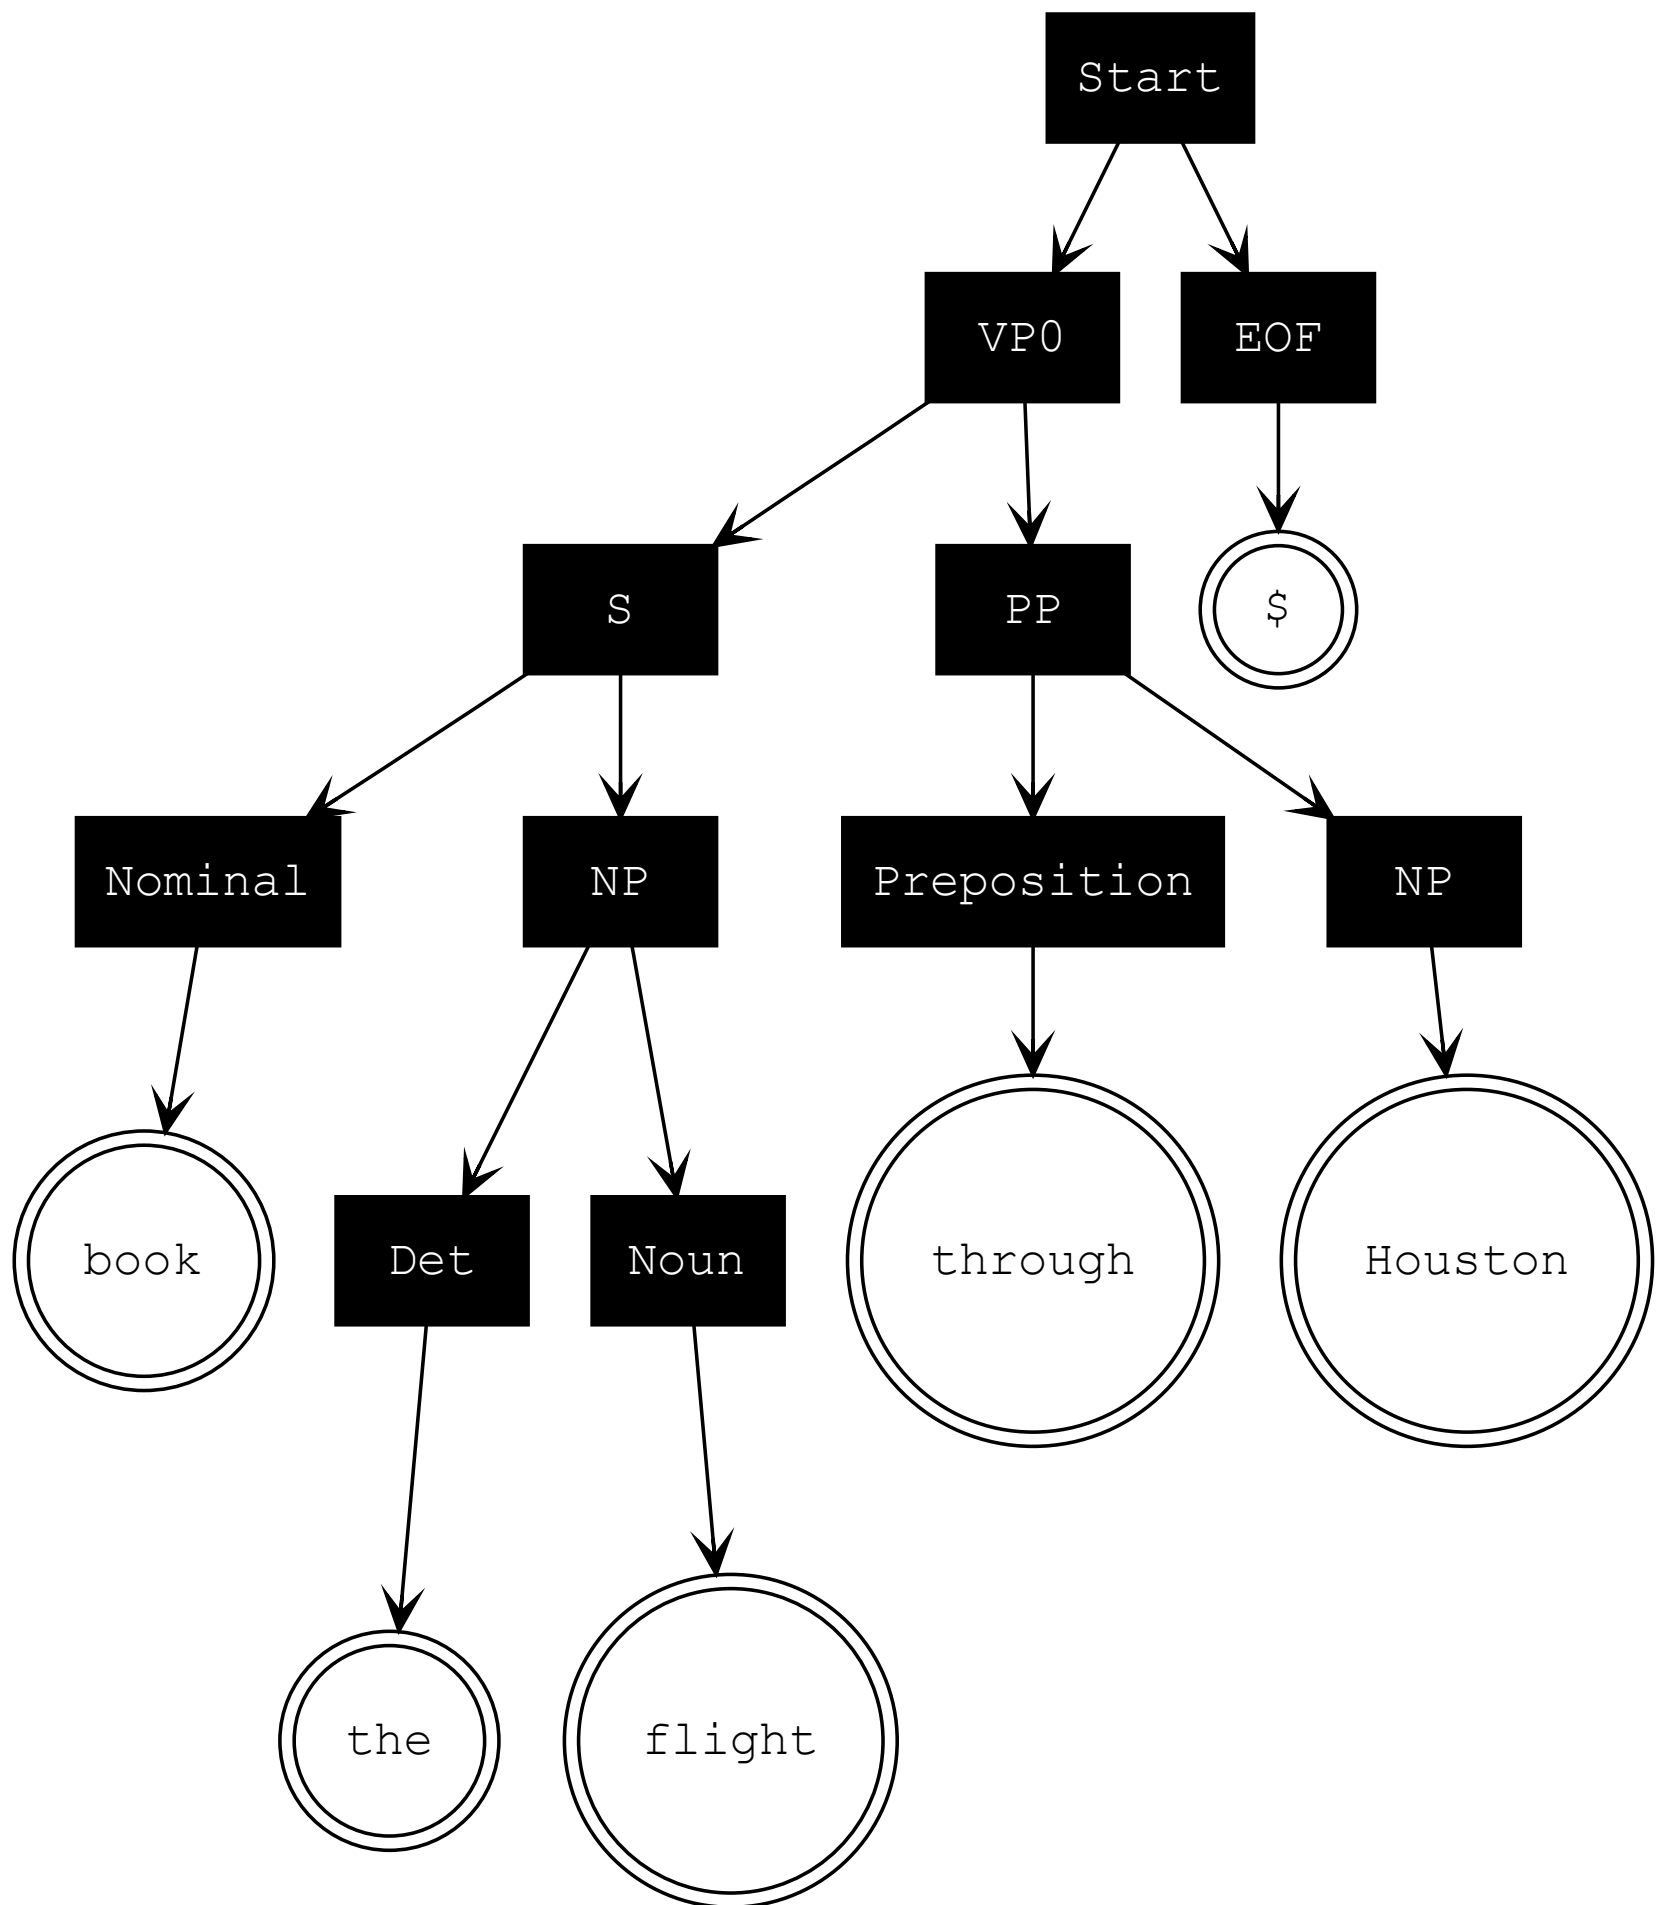 Start
VP0 EOF
S PP $
Nominal NP Preposition NP
book Det Noun through Houston
the flight